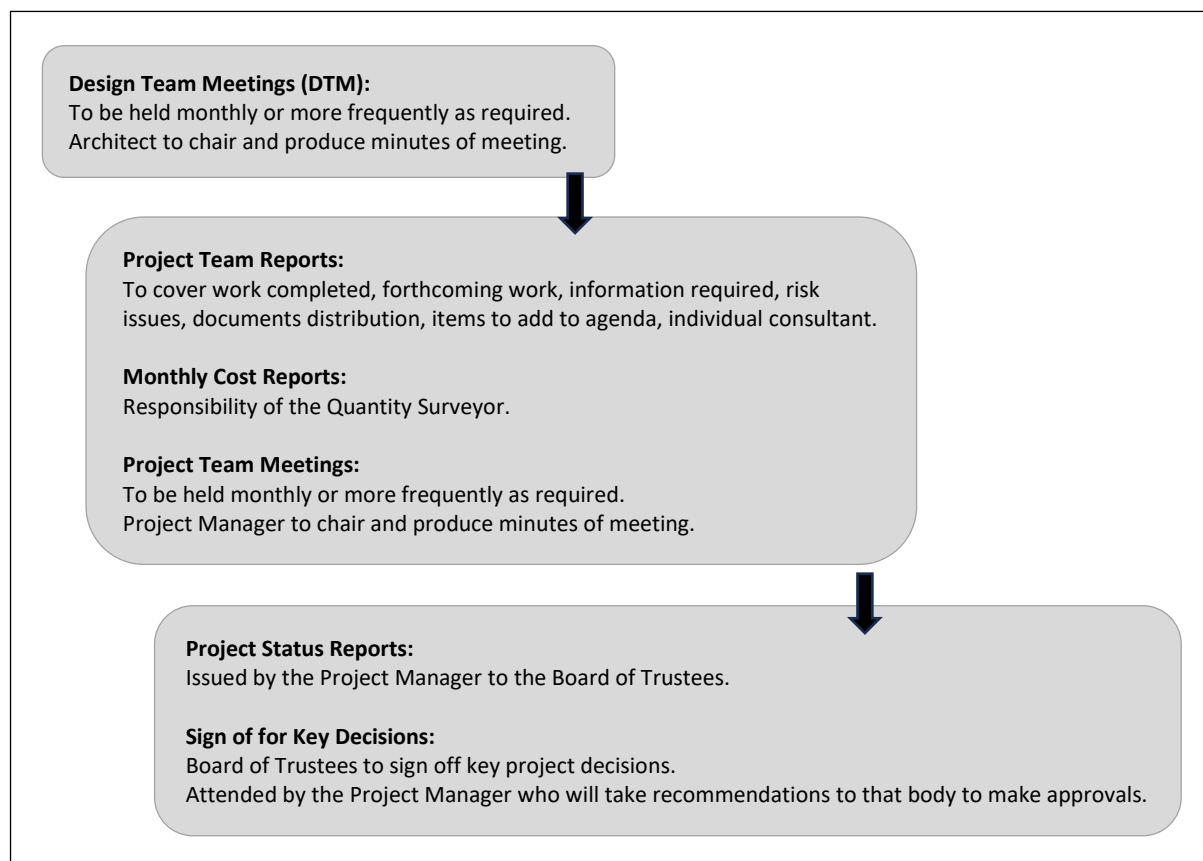 Design Team Meetings (DTM):
To be held monthly or more frequently as required.
Architect to chair and produce minutes of meeting.
Project Team Reports:
To cover work completed, forthcoming work, information required, risk
issues, documents distribution, items to add to agenda, individual consultant.
Monthly Cost Reports:
Responsibility of the Quantity Surveyor.
Project Team Meetings:
To be held monthly or more frequently as required.
Project Manager to chair and produce minutes of meeting.
Project Status Reports:
Issued by the Project Manager to the Board of Trustees.
Sign of for Key Decisions:
Board of Trustees to sign off key project decisions.
Attended by the Project Manager who will take recommendations to that body to make approvals.